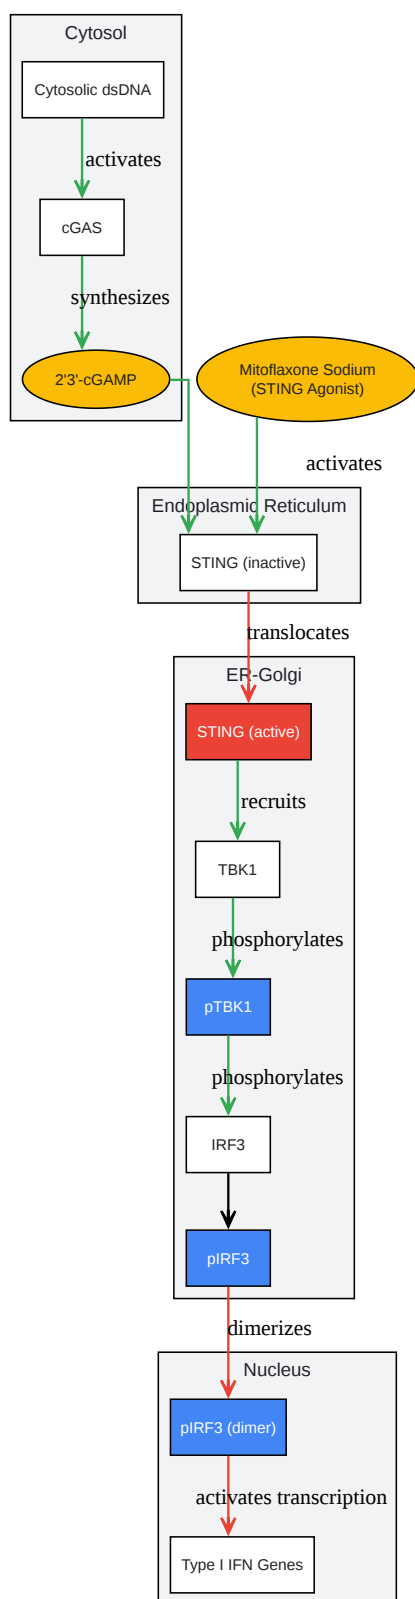 Cytosol
Cytosolic dsDNA
activates
cGAS
synthesizes
2'3'-cGAMP
Mitoflaxone Sodium
(STING Agonist)
activates
Endoplasmic Reticulum
STING (inactive)
translocates
ER-Golgi
STING (active)
recruits
TBK1
phosphorylates
pTBK1
phosphorylates
IRF3
pIRF3
dimerizes
Nucleus
pIRF3 (dimer)
activates transcription
Type I IFN Genes